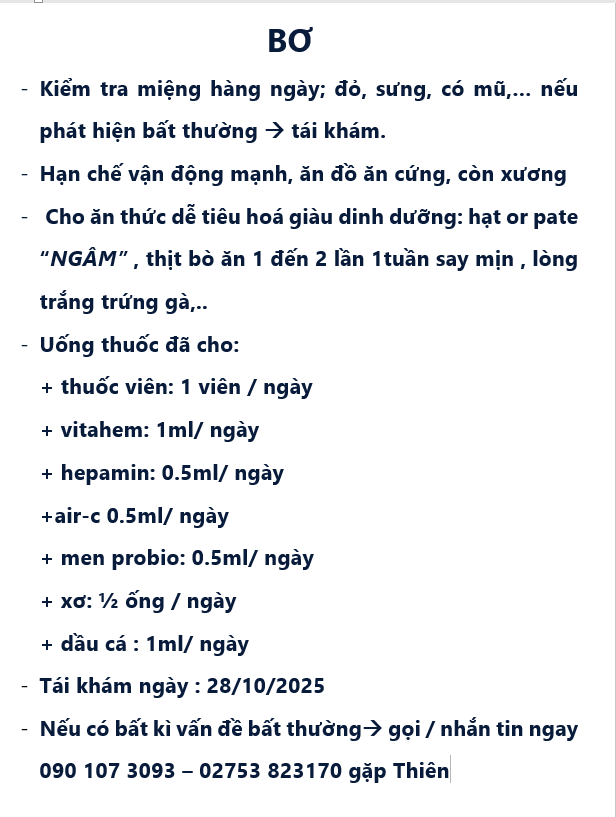 BƠ
- Kiểm tra miệng hàng ngày; đỏ, sưng, có mũ,... nếu
phát hiện bất thường → tái khám.
- Hạn chế vận động mạnh, ăn đồ ăn cứng, còn xương
- Cho ăn thức dễ tiêu hoá giàu dinh dưỡng: hạt or pate
“NGÂM” , thịt bò ăn 1 đến 2 lần 1tuần say mịn , lòng
trắng trứng gà,..
- Uống thuốc đã cho:
+ thuốc viên: 1 viên / ngày
+ vitahem: 1ml/ ngày
+ hepamin: 0.5ml/ ngày
+air-c 0.5ml/ ngày
+ men probio: 0.5ml/ ngày
+ xơ: ½ ống / ngày
+ dầu cá : 1ml/ ngày
- Tái khám ngày : 28/10/2025
- Nếu có bất kì vấn đề bất thường→ gọi / nhắn tin ngay
090 107 3093 – 02753 823170 gặp Thiên